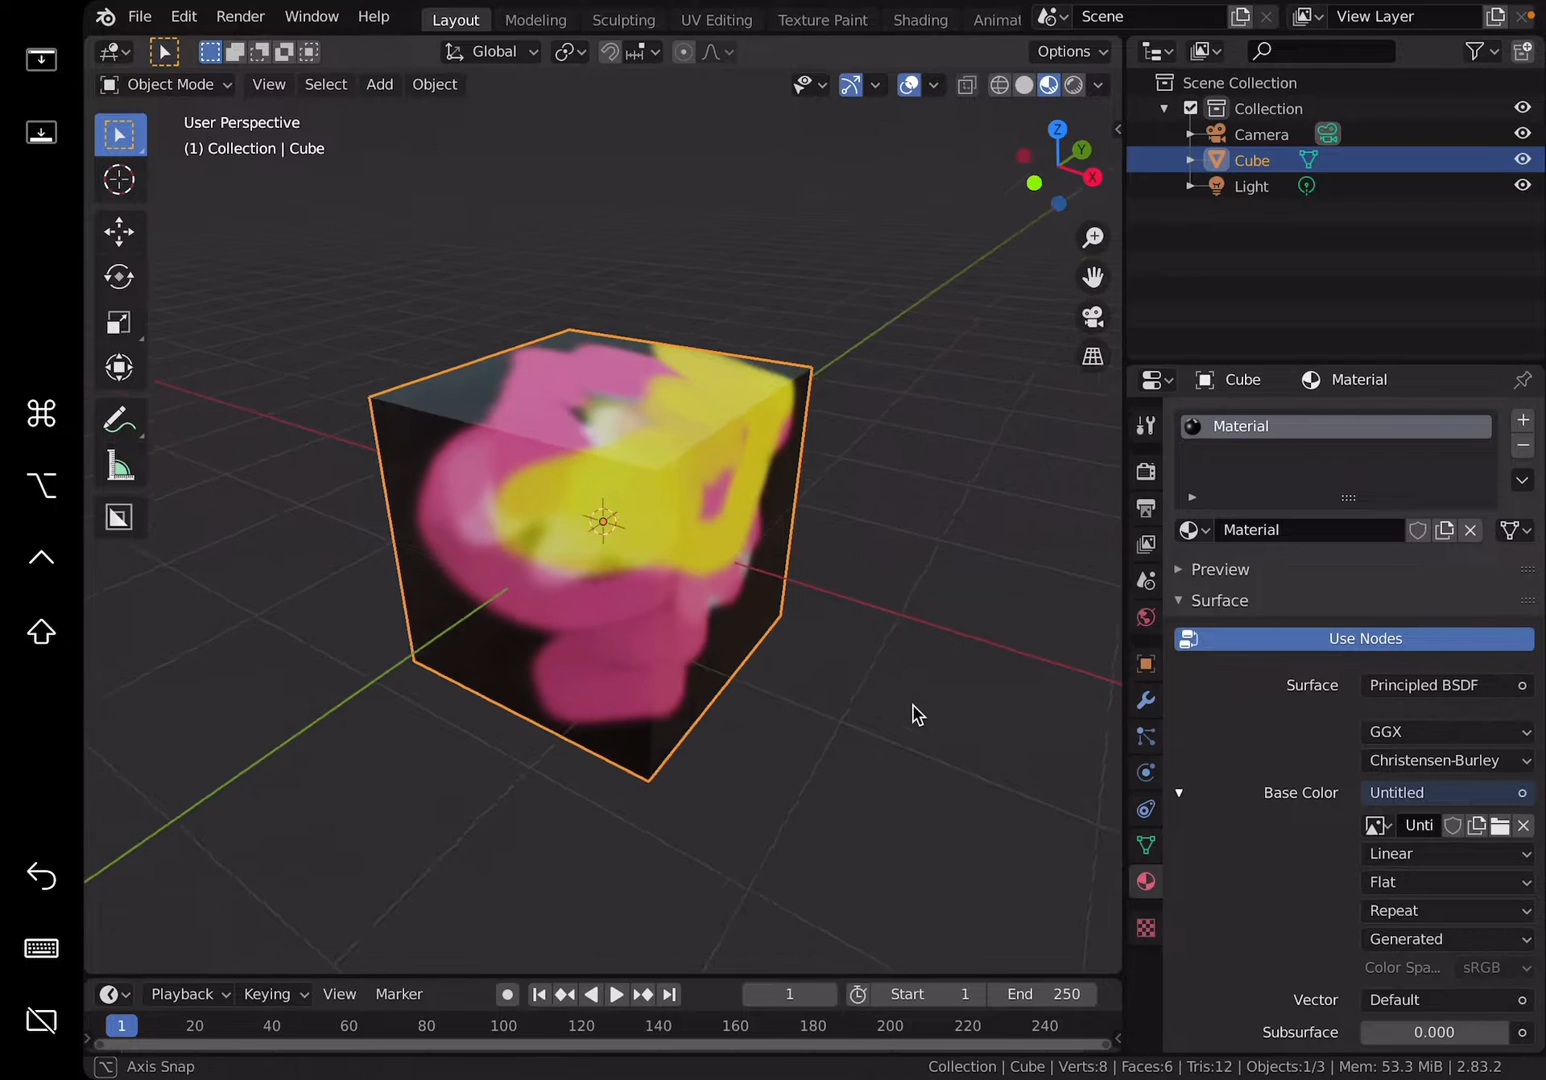 File Edit Render Window Help Layout Modeling Sculpting UV Editing Texture Paint Shading Animat Scene View Layer
Global Options
Object Mode View Select Add Object
User Perspective
(1) Collection | Cube
Z
Y
X
Scene Collection
Collection
Camera
Cube
Light
Cube Material
Material
Material
Preview
Surface
Use Nodes
Surface Principled BSDF
GGX
Christensen-Burley
Base Color Untitled
Unti
Linear
Flat
Repeat
Generated
Color Spa... sRGB
Vector Default
Subsurface 0.000
Playback Keying View Marker 1 Start 1 End 250
1 20 40 60 80 100 120 140 160 180 200 220 240
Axis Snap Collection | Cube | Verts:8 | Faces:6 | Tris:12 | Objects:1/3 | Mem: 53.3 MiB | 2.83.2